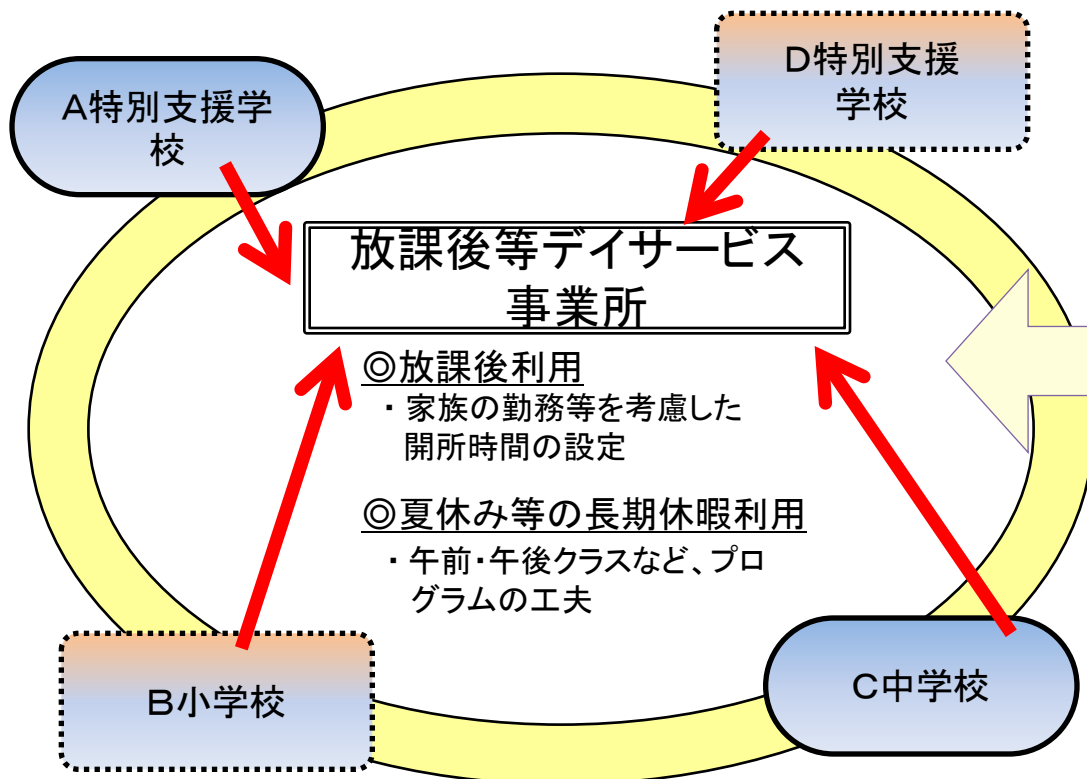 A特別支援学
校
D特別支援
学校
放課後等デイサービス
事業所
◎放課後利用
・ 家族の勤務等を考慮した
開所時間の設定
◎夏休み等の長期休暇利用
・ 午前・午後クラスなど、プロ
グラムの工夫
B小学校
C中学校